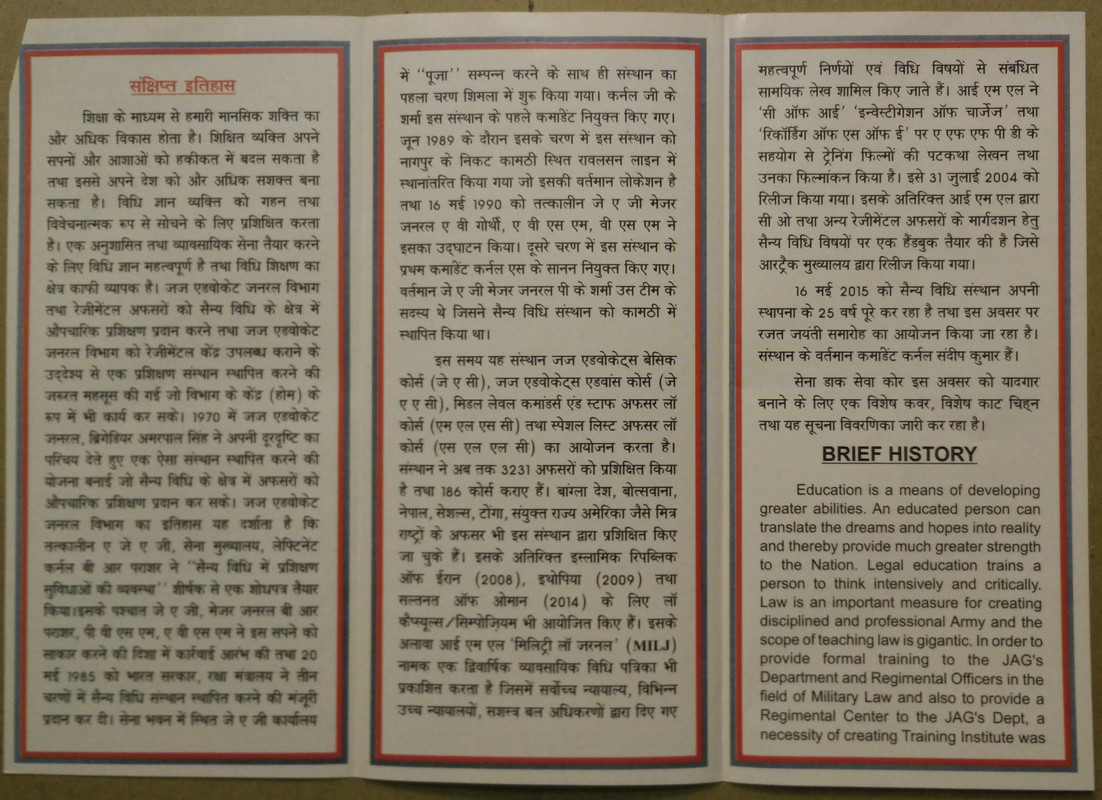 संक्षिप्त इतिहास
शिक्षा के माध्यम से हमारी मानसिक शक्ति का
और अधिक विकास होता है। शिक्षित व्यक्ति अपने
सपनों और आशाओं को हकीकत में बदल सकता है
तथा इससे अपने देश को और अधिक सशक्त बना
सकता है। विधि ज्ञान व्यक्ति को गहन तथा
विवेचनात्मक रूप से सोचने के लिए प्रशिक्षित करता
है। एक अनुशासित तथा व्यावसायिक सेना तैयार करने
के लिए विधि ज्ञान महत्वपूर्ण है तथा विधि शिक्षण का
क्षेत्र काफी व्यापक है। जज एडवोकेट जनरल विभाग
तथा रेजीमेंटल अफसरों को सैन्य विधि के क्षेत्र में
औपचारिक प्रशिक्षण प्रदान करने तथा जज एडवोकेट
जनरल विभाग को रेजीमेंटल केंद्र उपलब्ध कराने के
उद्देश्य से एक प्रशिक्षण संस्थान स्थापित करने की
जरूरत महसूस की गई जो विभाग के केंद्र (होम) के
रूप में भी कार्य कर सके। 1970 में जज एडवोकेट
जनरल, ब्रिगेडियर अमरपाल सिंह ने अपनी दूरदृष्टि का
परिचय देते हुए एक ऐसा संस्थान स्थापित करने की
योजना बनाई जो सैन्य विधि के क्षेत्र में अफसरों को
औपचारिक प्रशिक्षण प्रदान कर सके। जज एडवोकेट
जनरल विभाग का इतिहास यह दर्शाता है कि
तत्कालीन ए जे ए जी, सेना मुख्यालय, लेफ्टिनेंट
कर्नल बी आर पराशर ने ‘‘सैन्य विधि में प्रशिक्षण
सुविधाओं की व्यवस्था’’ शीर्षक से एक शोधपत्र तैयार
किया।इसके पश्चात जे ए जी, मेजर जनरल बी आर
पराशर, पी वी एस एम, ए वी एस एम ने इस सपने को
साकार करने की दिशा में कार्रवाई आरंभ की तथा 20
मई 1985 को भारत सरकार, रक्षा मंत्रालय ने तीन
चरणों में सैन्य विधि संस्थान स्थापित करने की मंजूरी
प्रदान कर दी। सेना भवन में स्थित जे ए जी कार्यालय
में ‘‘पूजा’’ सम्पन्न करने के साथ ही संस्थान का
पहला चरण शिमला में शुरू किया गया। कर्नल जी के
शर्मा इस संस्थान के पहले कमांडेंट नियुक्त किए गए।
जून 1989 के दौरान इसके चरण में इस संस्थान को
नागपुर के निकट कामठी स्थित रावलसन लाइन में
स्थानांतरित किया गया जो इसकी वर्तमान लोकेशन है
तथा 16 मई 1990 को तत्कालीन जे ए जी मेजर
जनरल ए वी गोर्थी, ए वी एस एम, वी एस एम ने
इसका उद्घाटन किया। दूसरे चरण में इस संस्थान के
प्रथम कमांडेंट कर्नल एस के सानन नियुक्त किए गए।
वर्तमान जे ए जी मेजर जनरल पी के शर्मा उस टीम के
सदस्य थे जिसने सैन्य विधि संस्थान को कामठी में
स्थापित किया था।
इस समय यह संस्थान जज एडवोकेट्स बेसिक
कोर्स (जे ए सी), जज एडवोकेट्स एडवांस कोर्स (जे
ए ए सी), मिडल लेवल कमांडर्स एंड स्टाफ अफसर लॉ
कोर्स (एम एल एस सी) तथा स्पेशल लिस्ट अफसर लॉ
कोर्स (एस एल एल सी) का आयोजन करता है।
संस्थान ने अब तक 3231 अफसरों को प्रशिक्षित किया
है तथा 186 कोर्स कराए हैं। बांग्ला देश, बोत्सवाना,
नेपाल, सेशल्स, टोंगा, संयुक्त राज्य अमेरिका जैसे मित्र
राष्ट्रों के अफसर भी इस संस्थान द्वारा प्रशिक्षित किए
जा चुके हैं। इसके अतिरिक्त इस्लामिक रिपब्लिक
ऑफ ईरान (2008), इथोपिया (2009) तथा
सल्तनत ऑफ ओमान (2014) के लिए लॉ
कैप्स्यूल्स/सिम्पोज़ियम भी आयोजित किए हैं। इसके
अलावा आई एम एल ‘मिलिट्री लॉ जरनल’ (MILJ)
नामक एक द्विवार्षिक व्यावसायिक विधि पत्रिका भी
प्रकाशित करता है जिसमें सर्वोच्च न्यायाल्य, विभिन्न
उच्च न्यायालयों, सशस्त्र बल अधिकरणों द्वारा दिए गए
महत्वपूर्ण निर्णयों एवं विधि विषयों से संबंधित
सामयिक लेख शामिल किए जाते हैं। आई एम एल ने
‘सी ऑफ आई’ ‘इन्वेस्टीगेशन ऑफ चार्जेज’ तथा
‘रिकॉर्डिंग ऑफ एस ऑफ ई’ पर ए एफ एफ पी डी के
सहयोग से ट्रेनिंग फिल्मों की पटकथा लेखन तथा
उनका फिल्मांकन किया है। इसे 31 जुलाई 2004 को
रिलीज किया गया। इसके अतिरिक्त आई एम एल द्वारा
सी ओ तथा अन्य रेजीमेंटल अफसरों के मार्गदशन हेतु
सैन्य विधि विषयों पर एक हैंडबुक तैयार की है जिसे
आरट्रैक मुख्यालय द्वारा रिलीज किया गया।
16 मई 2015 को सैन्य विधि संस्थान अपनी
स्थापना के 25 वर्ष पूरे कर रहा है तथा इस अवसर पर
रजत जयंती समारोह का आयोजन किया जा रहा है।
संस्थान के वर्तमान कमांडेंट कर्नल संदीप कुमार हैं।
सेना डाक सेवा कोर इस अवसर को यादगार
बनाने के लिए एक विशेष कवर, विशेष काट चिह्न
तथा यह सूचना विवरणिका जारी कर रहा है।
BRIEF HISTORY
Education is a means of developing
greater abilities. An educated person can
translate the dreams and hopes into reality
and thereby provide much greater strength
to the Nation. Legal education trains a
person to think intensively and critically.
Law is an important measure for creating
disciplined and professional Army and the
scope of teaching law is gigantic. In order to
provide formal training to the JAG's
Department and Regimental Officers in the
field of Military Law and also to provide a
Regimental Center to the JAG's Dept, a
necessity of creating Training Institute was